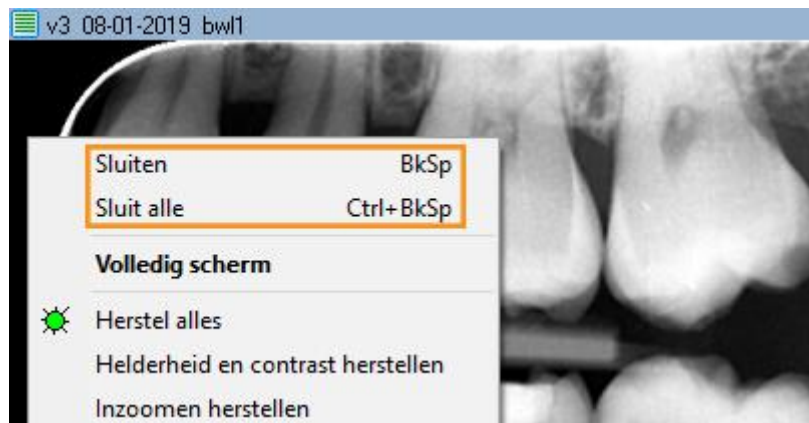 v3 08-01-2019 bwl1
Sluiten BkSp
Sluit alle Ctrl+BkSp
Volledig scherm
Herstel alles
Helderheid en contrast herstellen
Inzoomen herstellen